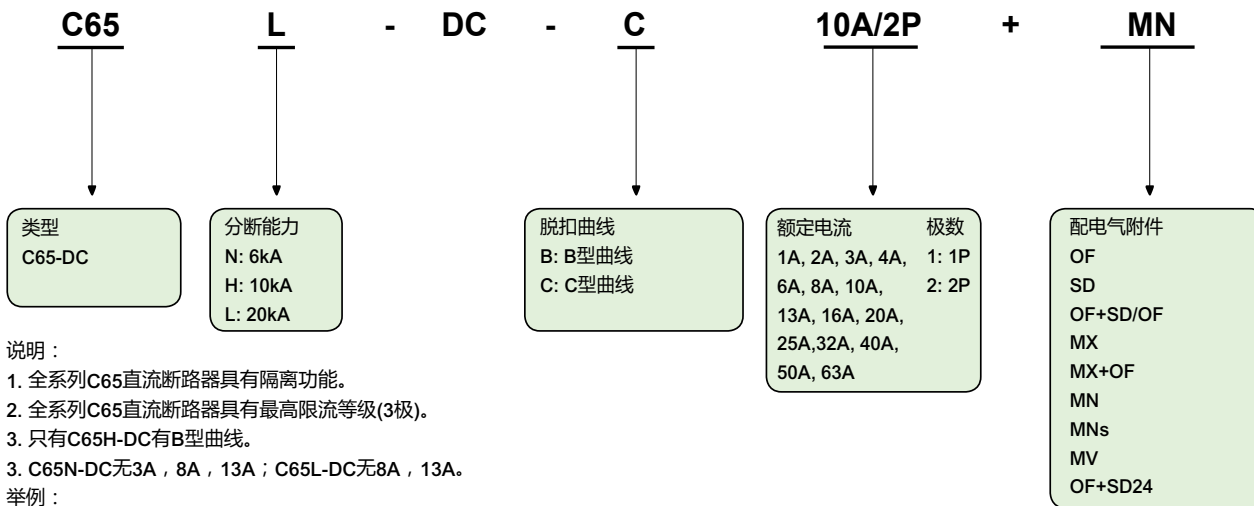 C65 L - DC - C 10A/2P + MN
类型
C65-DC
分断能力
N: 6kA
H: 10kA
L: 20kA
脱扣曲线
B: B型曲线
C: C型曲线
额定电流 极数
1A, 2A, 3A, 4A, 1: 1P
6A, 8A, 10A, 2: 2P
13A, 16A, 20A,
25A,32A, 40A,
50A, 63A
配电气附件
OF
SD
OF+SD/OF
MX
MX+OF
MN
MNs
MV
OF+SD24
说明：
1. 全系列C65直流断路器具有隔离功能。
2. 全系列C65直流断路器具有最高限流等级(3极)。
3. 只有C65H-DC有B型曲线。
3. C65N-DC无3A，8A，13A；C65L-DC无8A，13A。
举例：